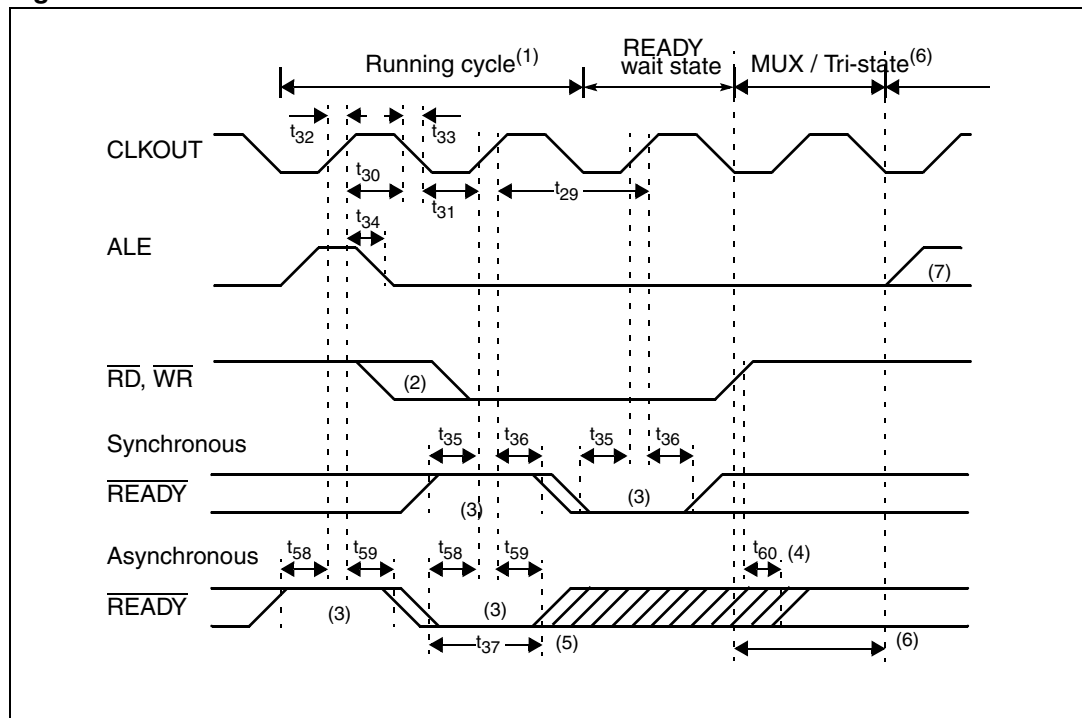 Running cycle(1)
READY
wait state
MUX / Tri-state(6)
t32
t33
CLKOUT
t30
t31
t29
t34
ALE
(7)
RD, WR
(2)
Synchronous
t35
t36
t35
t36
READY
(3)
(3)
Asynchronous
t58
t59
t58
t59
t60
(4)
READY
(3)
(3)
t37
(5)
(6)